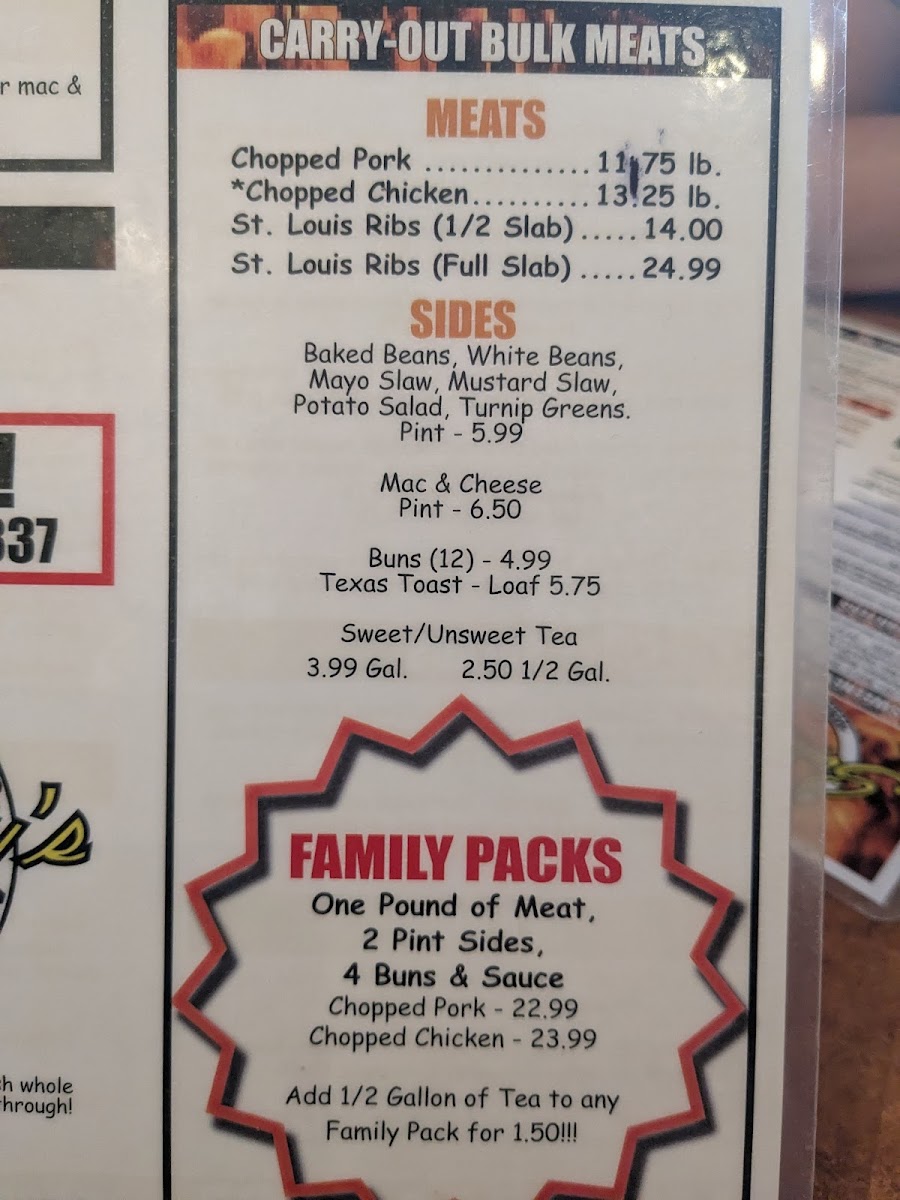 r mac &
337
's
h whole
through!
CARRY-OUT BULK MEATS
MEATS
Chopped Pork ..............11.75 lb.
*Chopped Chicken..........13.25 lb.
St. Louis Ribs (1/2 Slab).....14.00
St. Louis Ribs (Full Slab).....24.99
SIDES
Baked Beans, White Beans,
Mayo Slaw, Mustard Slaw,
Potato Salad, Turnip Greens.
Pint - 5.99
Mac & Cheese
Pint - 6.50
Buns (12) - 4.99
Texas Toast - Loaf 5.75
Sweet/Unsweet Tea
3.99 Gal. 2.50 1/2 Gal.
FAMILY PACKS
One Pound of Meat,
2 Pint Sides,
4 Buns & Sauce
Chopped Pork - 22.99
Chopped Chicken - 23.99
Add 1/2 Gallon of Tea to any
Family Pack for 1.50!!!